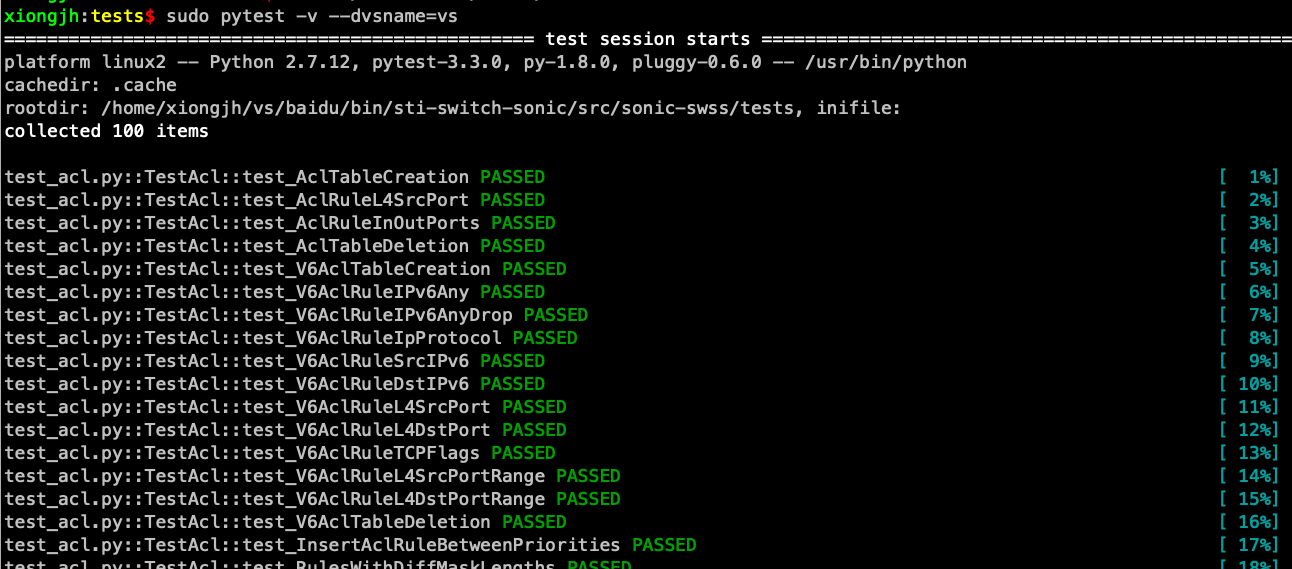 xiongjh:tests$ sudo pytest -v --dvsname=vs
================================================= test session starts =================================================
platform linux2 -- Python 2.7.12, pytest-3.3.0, py-1.8.0, pluggy-0.6.0 -- /usr/bin/python
cachedir: .cache
rootdir: /home/xiongjh/vs/baidu/bin/sti-switch-sonic/src/sonic-swss/tests, inifile:
collected 100 items
test_acl.py::TestAcl::test_AclTableCreation PASSED [  1%]
test_acl.py::TestAcl::test_AclRuleL4SrcPort PASSED [  2%]
test_acl.py::TestAcl::test_AclRuleInOutPorts PASSED [  3%]
test_acl.py::TestAcl::test_AclTableDeletion PASSED [  4%]
test_acl.py::TestAcl::test_V6AclTableCreation PASSED [  5%]
test_acl.py::TestAcl::test_V6AclRuleIPv6Any PASSED [  6%]
test_acl.py::TestAcl::test_V6AclRuleIPv6AnyDrop PASSED [  7%]
test_acl.py::TestAcl::test_V6AclRuleIpProtocol PASSED [  8%]
test_acl.py::TestAcl::test_V6AclRuleSrcIPv6 PASSED [  9%]
test_acl.py::TestAcl::test_V6AclRuleDstIPv6 PASSED [ 10%]
test_acl.py::TestAcl::test_V6AclRuleL4SrcPort PASSED [ 11%]
test_acl.py::TestAcl::test_V6AclRuleL4DstPort PASSED [ 12%]
test_acl.py::TestAcl::test_V6AclRuleTCPFlags PASSED [ 13%]
test_acl.py::TestAcl::test_V6AclRuleL4SrcPortRange PASSED [ 14%]
test_acl.py::TestAcl::test_V6AclRuleL4DstPortRange PASSED [ 15%]
test_acl.py::TestAcl::test_V6AclTableDeletion PASSED [ 16%]
test_acl.py::TestAcl::test_InsertAclRuleBetweenPriorities PASSED [ 17%]
test_acl.py::TestAcl::test_RulesWithDiffMaskLengths PASSED [ 18%]